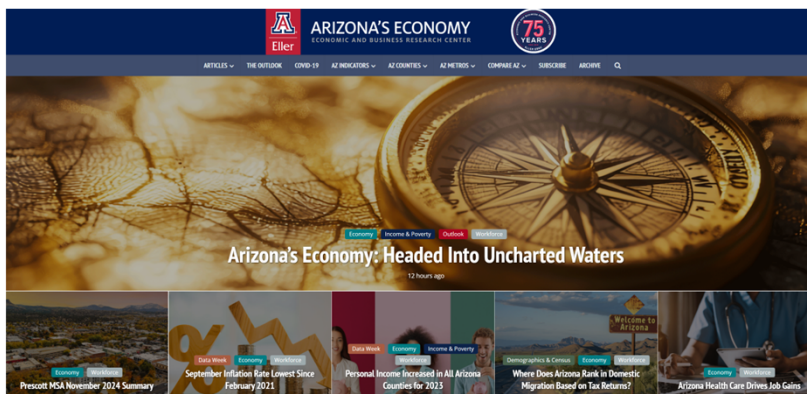 A
Eller
ARIZONA'S ECONOMY
ECONOMIC AND BUSINESS RESEARCH CENTER
75
YEARS
ARTICLES
THE OUTLOOK
COVID-19
AZ INDICATORS
AZ COUNTIES
AZ METROS
COMPARE AZ
SUBSCRIBE
ARCHIVE
Economy
Income & Poverty
Outlook
Workforce
Arizona's Economy: Headed Into Uncharted Waters
12 hours ago
Economy
Workforce
Prescott MSA November 2024 Summary
Data Week
Economy
Workforce
September Inflation Rate Lowest Since
February 2021
Data Week
Economy
Income & Poverty
Workforce
Personal Income Increased in All Arizona
Counties for 2023
Welcome to
Arizona
Demographics & Census
Economy
Workforce
Where Does Arizona Rank in Domestic
Migration Based on Tax Returns?
Economy
Workforce
Arizona Health Care Drives Job Gains